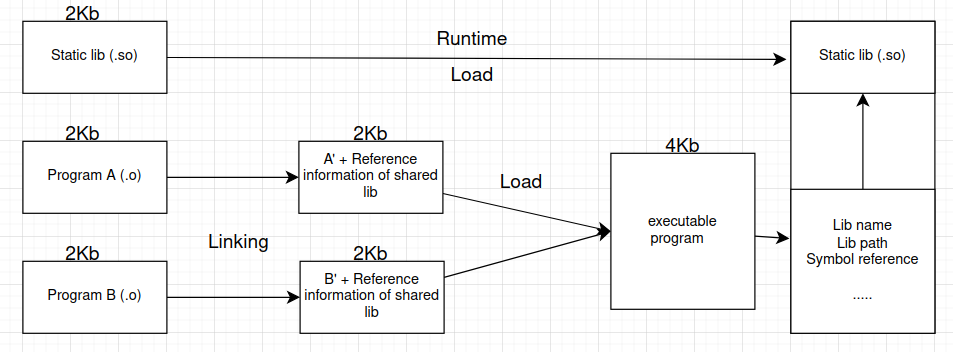 2Kb
Static lib (.so)
Runtime
Load
Static lib (.so)
2Kb
Program A (.o)
2Kb
A' + Reference
information of shared
lib
Load
4Kb
executable
program
Linking
2Kb
Program B (.o)
2Kb
B' + Reference
information of shared
lib
Lib name
Lib path
Symbol reference
.....